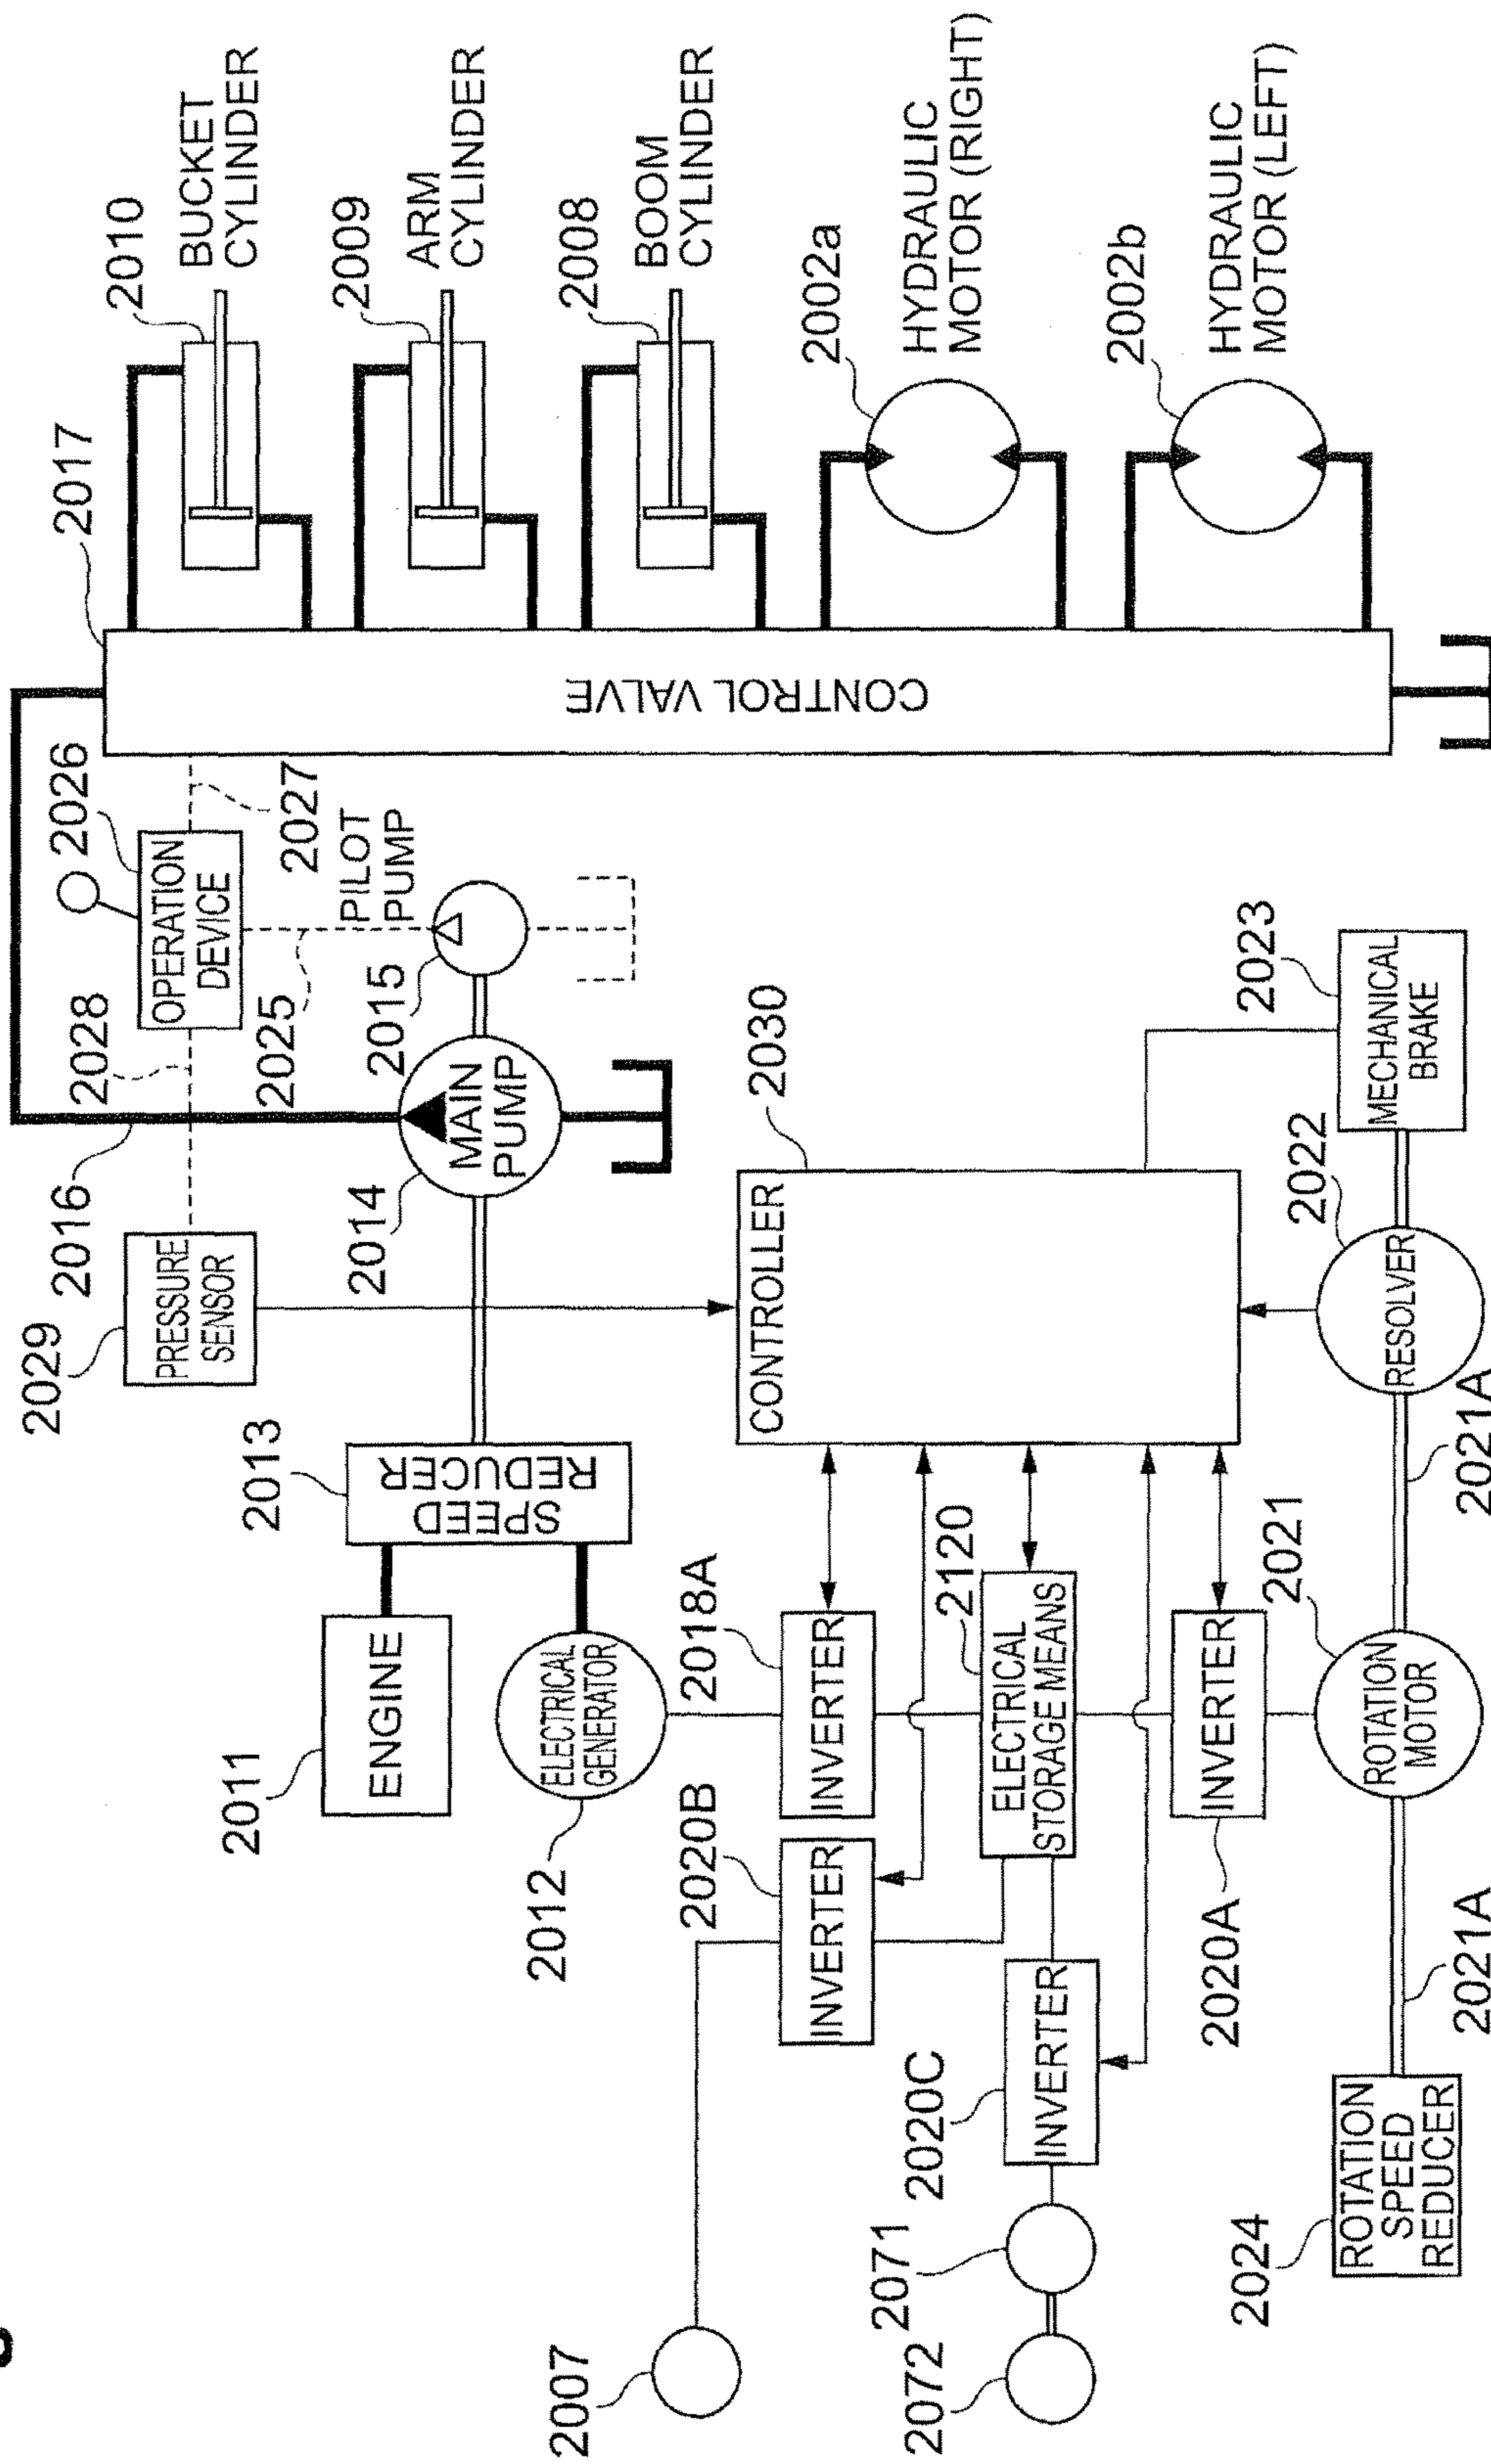 2029
PRESSURE
SENSOR
2016
2028
2026
OPERATION
DEVICE
2025
2027
2017
2010
BUCKET
CYLINDER
2011
ENGINE
2013
SPEED
REDUCER
2014
MAIN
PUMP
2015
PILOT
PUMP
2009
ARM
CYLINDER
2012
ELECTRICAL
GENERATOR
CONTROL VALVE
2008
BOOM
CYLINDER
2007
2020B
INVERTER
2018A
INVERTER
2030
CONTROLLER
2002a
HYDRAULIC
MOTOR (RIGHT)
2072
2071
2020C
INVERTER
2120
ELECTRICAL
STORAGE MEANS
2002b
HYDRAULIC
MOTOR (LEFT)
2020A
INVERTER
2024
ROTATION
SPEED
REDUCER
2021A
2021
ROTATION
MOTOR
2021A
2022
RESOLVER
2023
MECHANICAL
BRAKE